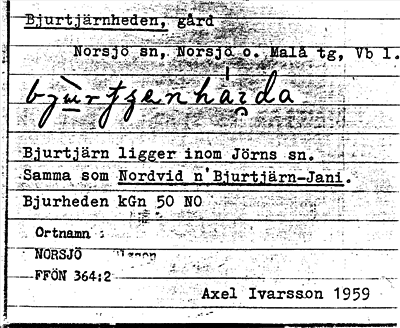 Bjurtjärnheden, gård
Norsjö sn, Norsjö o. Malå tg, Vb l.
Bjurtjärn ligger inom Jörns sn.
Samma som Nordvid n Bjurtjärn-Jani.
Bjurheden kGn 50 NO
Ortnamn :
NORSJÖ
FFÖN 364:2
Axel Ivarsson 1959